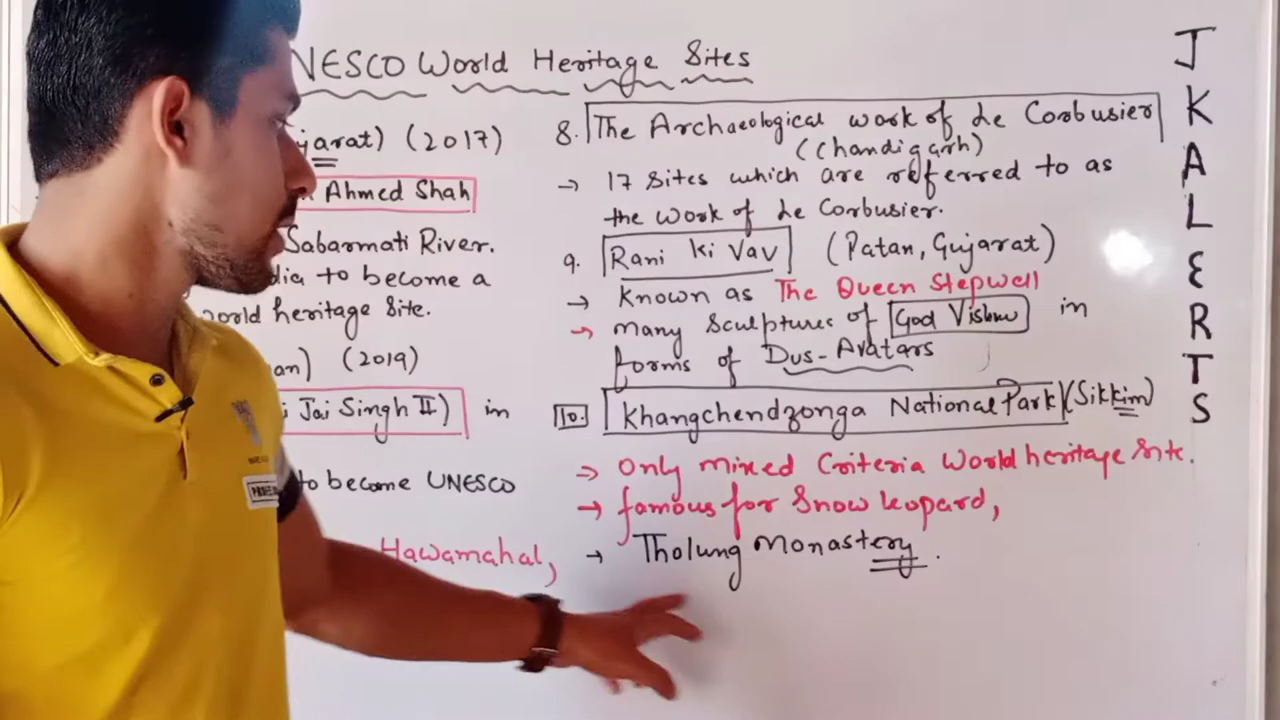 NESCO World Heritage Sites
jarat) (2017)
Ahmed Shah
Sabarmati River.
dia to become a
world heritage Site.
an) (2019)
i Jai Singh II) in
to become UNESCO
Hawamahal,
8. The Archaeological work of Le Corbusier
(Chandigarh)
→ 17 Sites which are referred to as
the work of Le Corbusier.
9. Rani Ki Vav (Patan, Gujarat)
→ Known as The Queen Stepwell
→ Many Sculptures of God Vishnu in
forms of Dus-Avatars
10. Khangchendzonga National Park (Sikkim)
→ Only mixed Criteria World heritage Site.
→ famous for Snow leopard,
→ Tholung Monastery.
JKALERTS